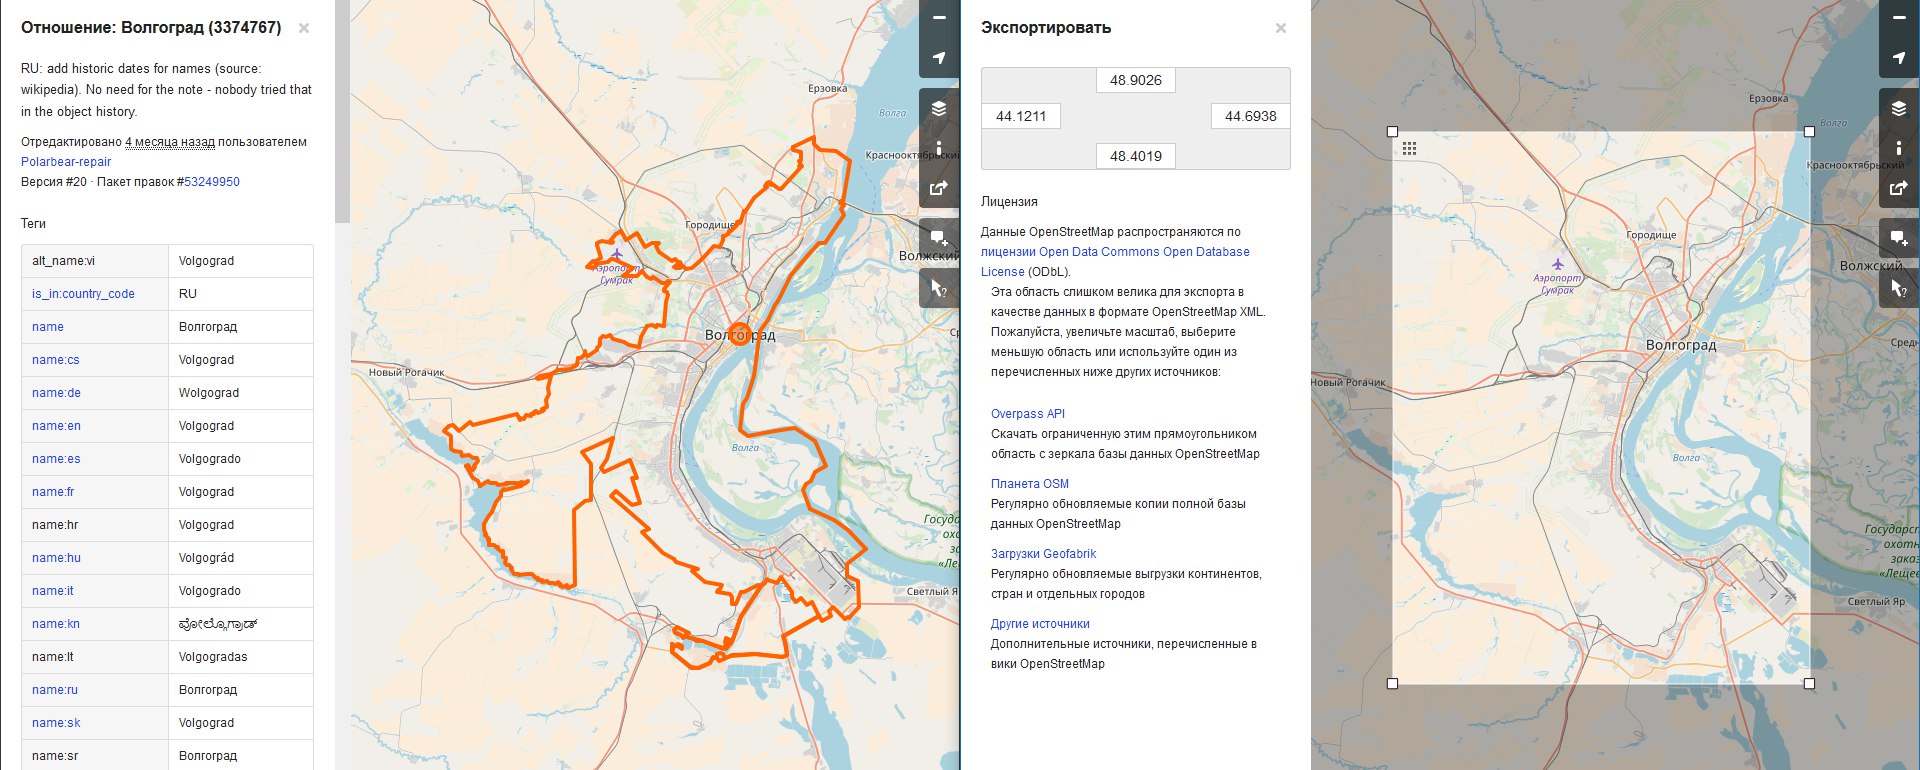 Отношение: Волгоград (3374767)
RU: add historic dates for names (source:
wikipedia). No need for the note - nobody tried that
in the object history.
Отредактировано 4 месяца назад пользователем
Polarbear-repair
Версия #20 · Пакет правок #53249950
Теги
alt_name:vi Volgograd
is_in:country_code RU
name Волгоград
name:cs Volgograd
name:de Wolgograd
name:en Volgograd
name:es Volgogrado
name:fr Volgograd
name:hr Volgograd
name:hu Volgográd
name:it Volgogrado
name:kn ವೋಲ್ಗೊಗ್ರಾಡ್
name:lt Volgogradas
name:ru Волгоград
name:sk Volgograd
name:sr Волгоград
Ерзовка
Волга
Краснооктябрьский
Городище
Волжский
Аэропорт
Гумрак
Волгоград
Новый Рогачик
Волга
Светлый Я
Экспортировать
48.9026
44.1211
44.6938
48.4019
Лицензия
Данные OpenStreetMap распространяются по
лицензии Open Data Commons Open Database
License (ODbL).
Эта область слишком велика для экспорта в
качестве данных в формате OpenStreetMap XML.
Пожалуйста, увеличьте масштаб, выберите
меньшую область или используйте один из
перечисленных ниже других источников:
Overpass API
Скачать ограниченную этим прямоугольником
область с зеркала базы данных OpenStreetMap
Планета OSM
Регулярно обновляемые копии полной базы
данных OpenStreetMap
Загрузки Geofabrik
Регулярно обновляемые выгрузки континентов,
стран и отдельных городов
Другие источники
Дополнительные источники, перечисленные в
вики OpenStreetMap
Ерзовка
Волга
Краснооктябрьский
Городище
Волжский
Аэропорт
Гумрак
Волгоград
Средн
Новый Рогачик
Волга
Государс
охотн
заказ
«Лещев
Светлый Яр